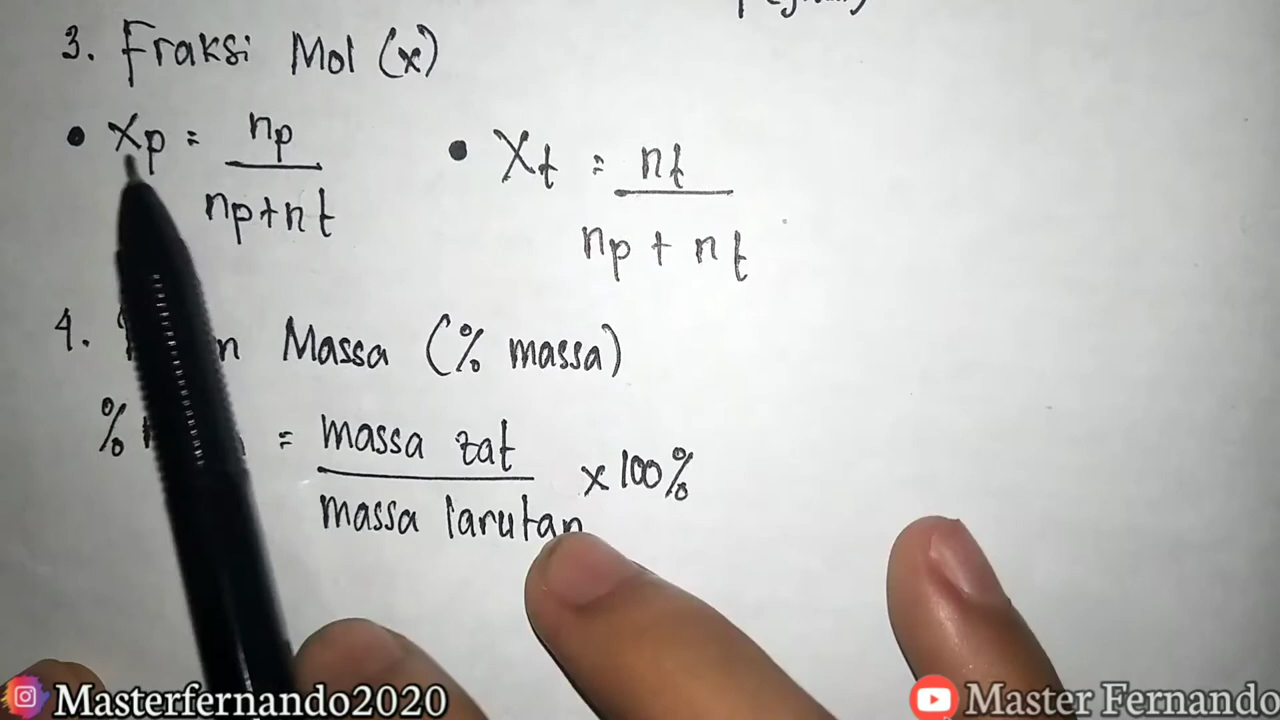 3. Fraksi Mol (x)
• Xp = np / np+nt
• Xt = nt / np + nt
4. Massa (% massa)
% = massa zat / massa larutan x 100%
Masterfernando2020
Master Fernando